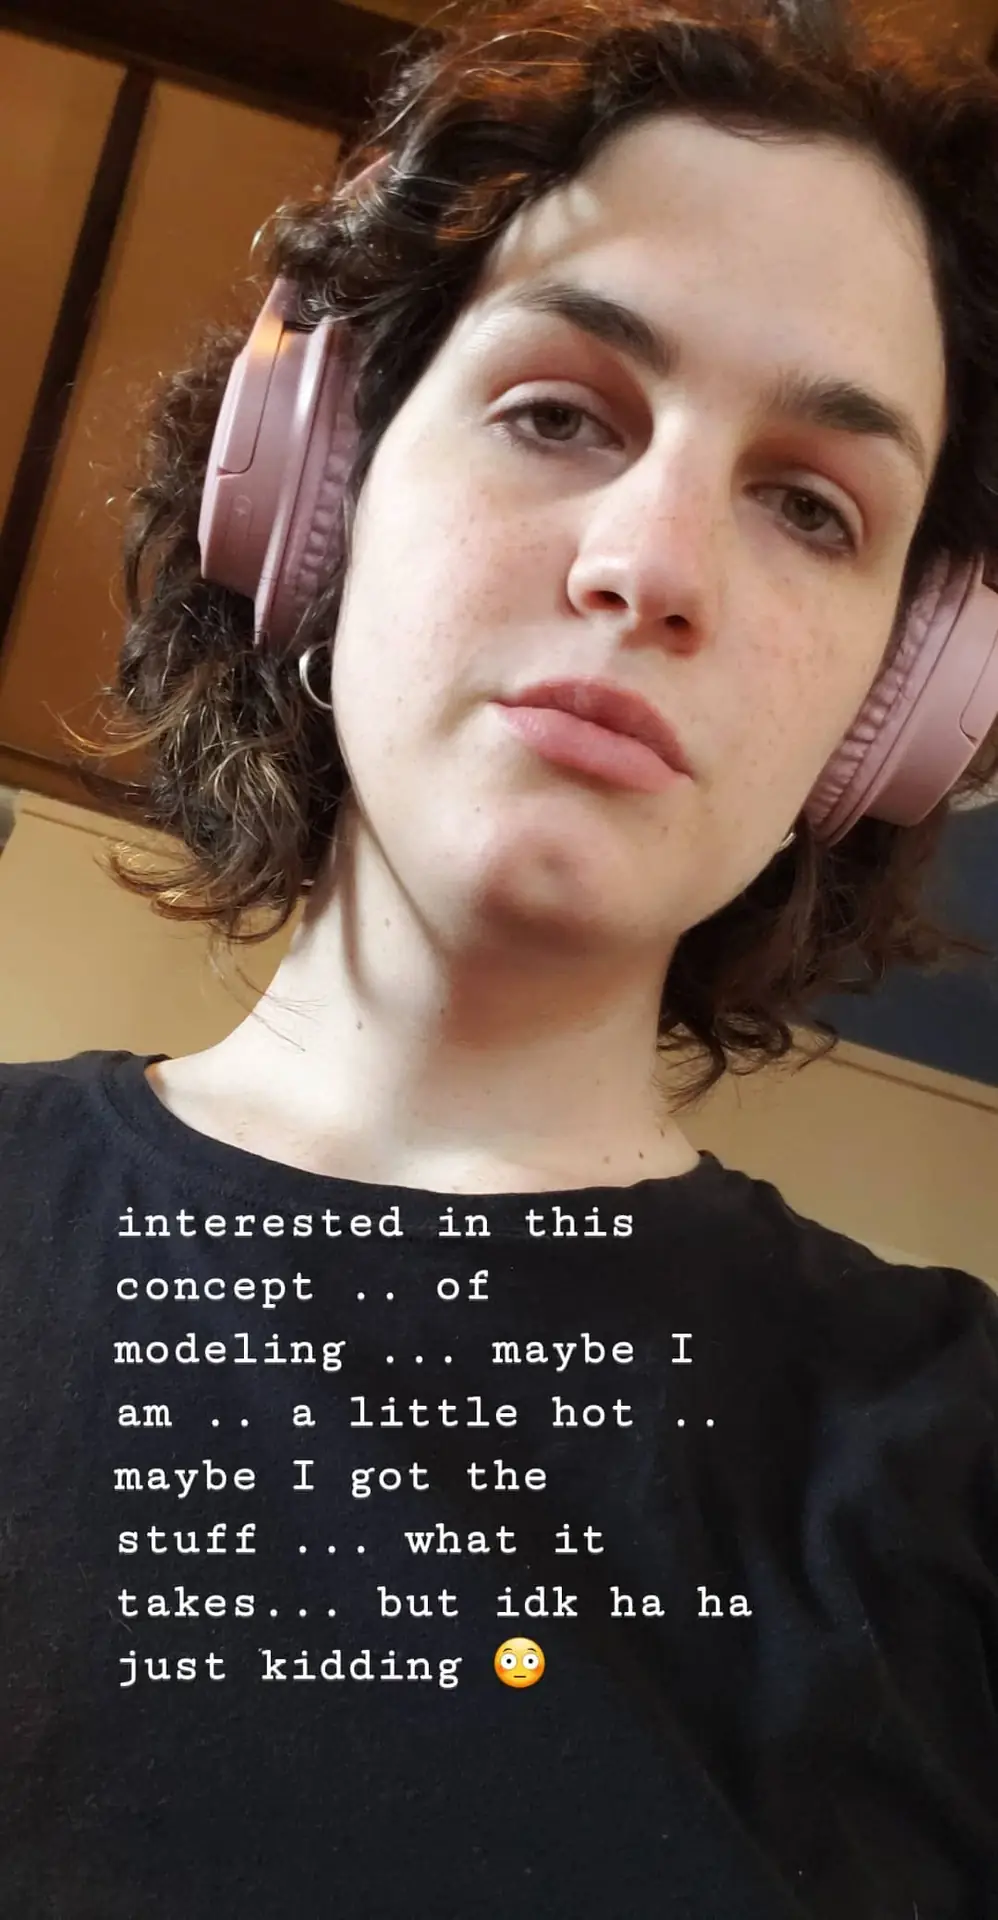 interested in this
concept .. of
modeling ... maybe I
am .. a little hot ..
maybe I got the
stuff ... what it
takes... but idk ha ha
just kidding 😳